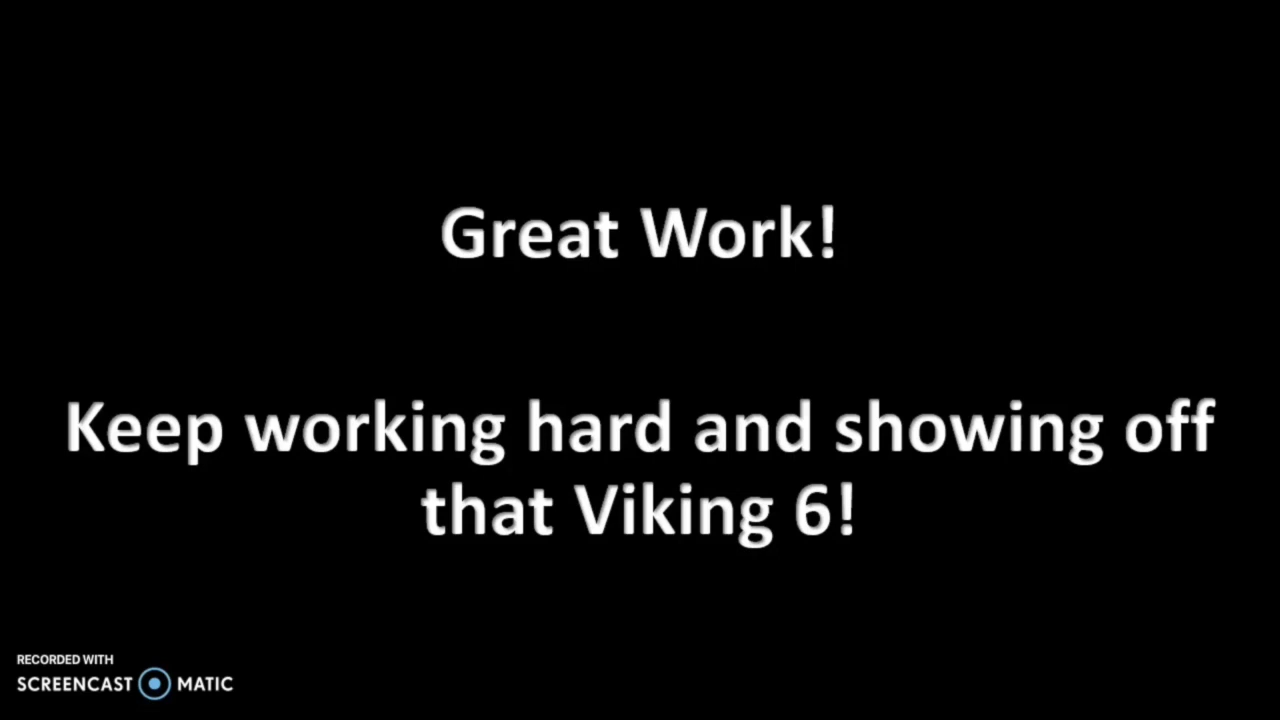 Great Work!
Keep working hard and showing off
that Viking 6!
RECORDED WITH
SCREENCAST MATIC